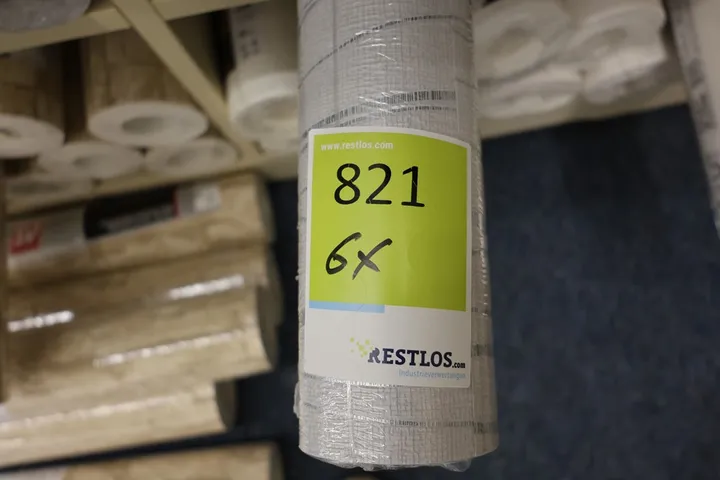 www.restlos.com
821
6x
RESTLOS.com
Industrieverwertungen